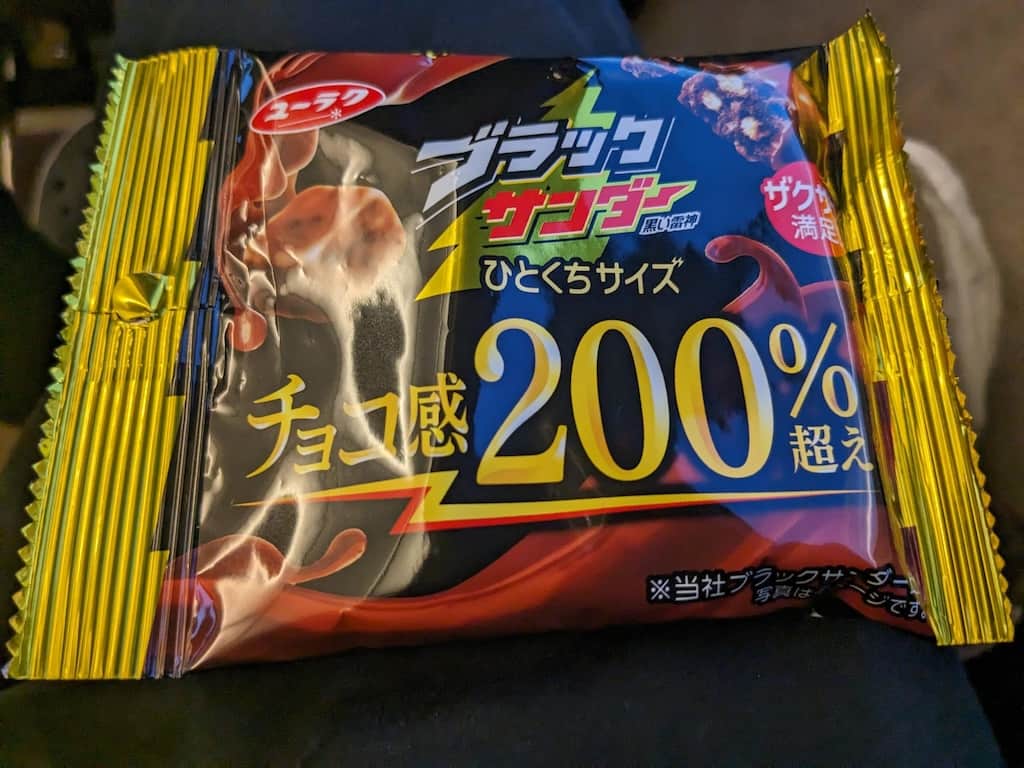 ユーラク
ブラック
サンダー
黒い雷神
ザクザク
満足
ひとくちサイズ
チョコ感200%
超え
※当社ブラックサンダー
写真はイメージです。